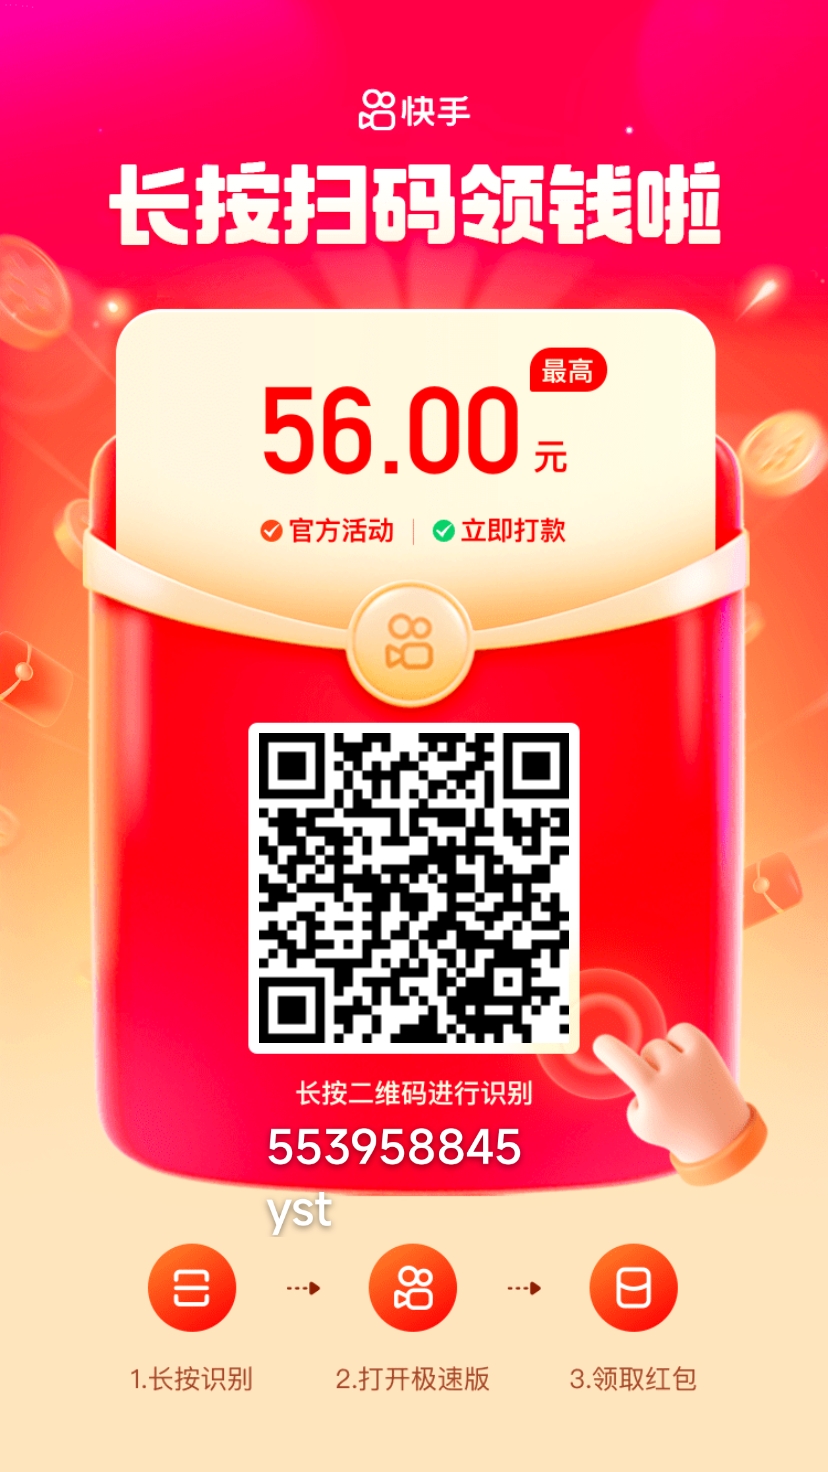 快手
长按扫码领钱啦
最高
56.00元
官方活动 立即打款
长按二维码进行识别
553958845
yst
1.长按识别 2.打开极速版 3.领取红包